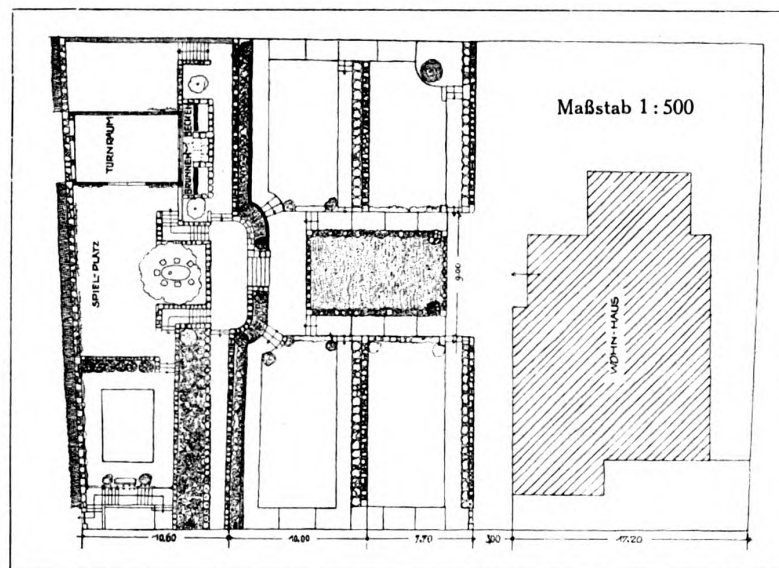 Maßstab 1 : 500
TURNRAUM
BRUNNEN
BECKEN
SPIEL-PLATZ
9.00
WOHN-HAUS
10.60
10.00
7.70
3.00
17.20